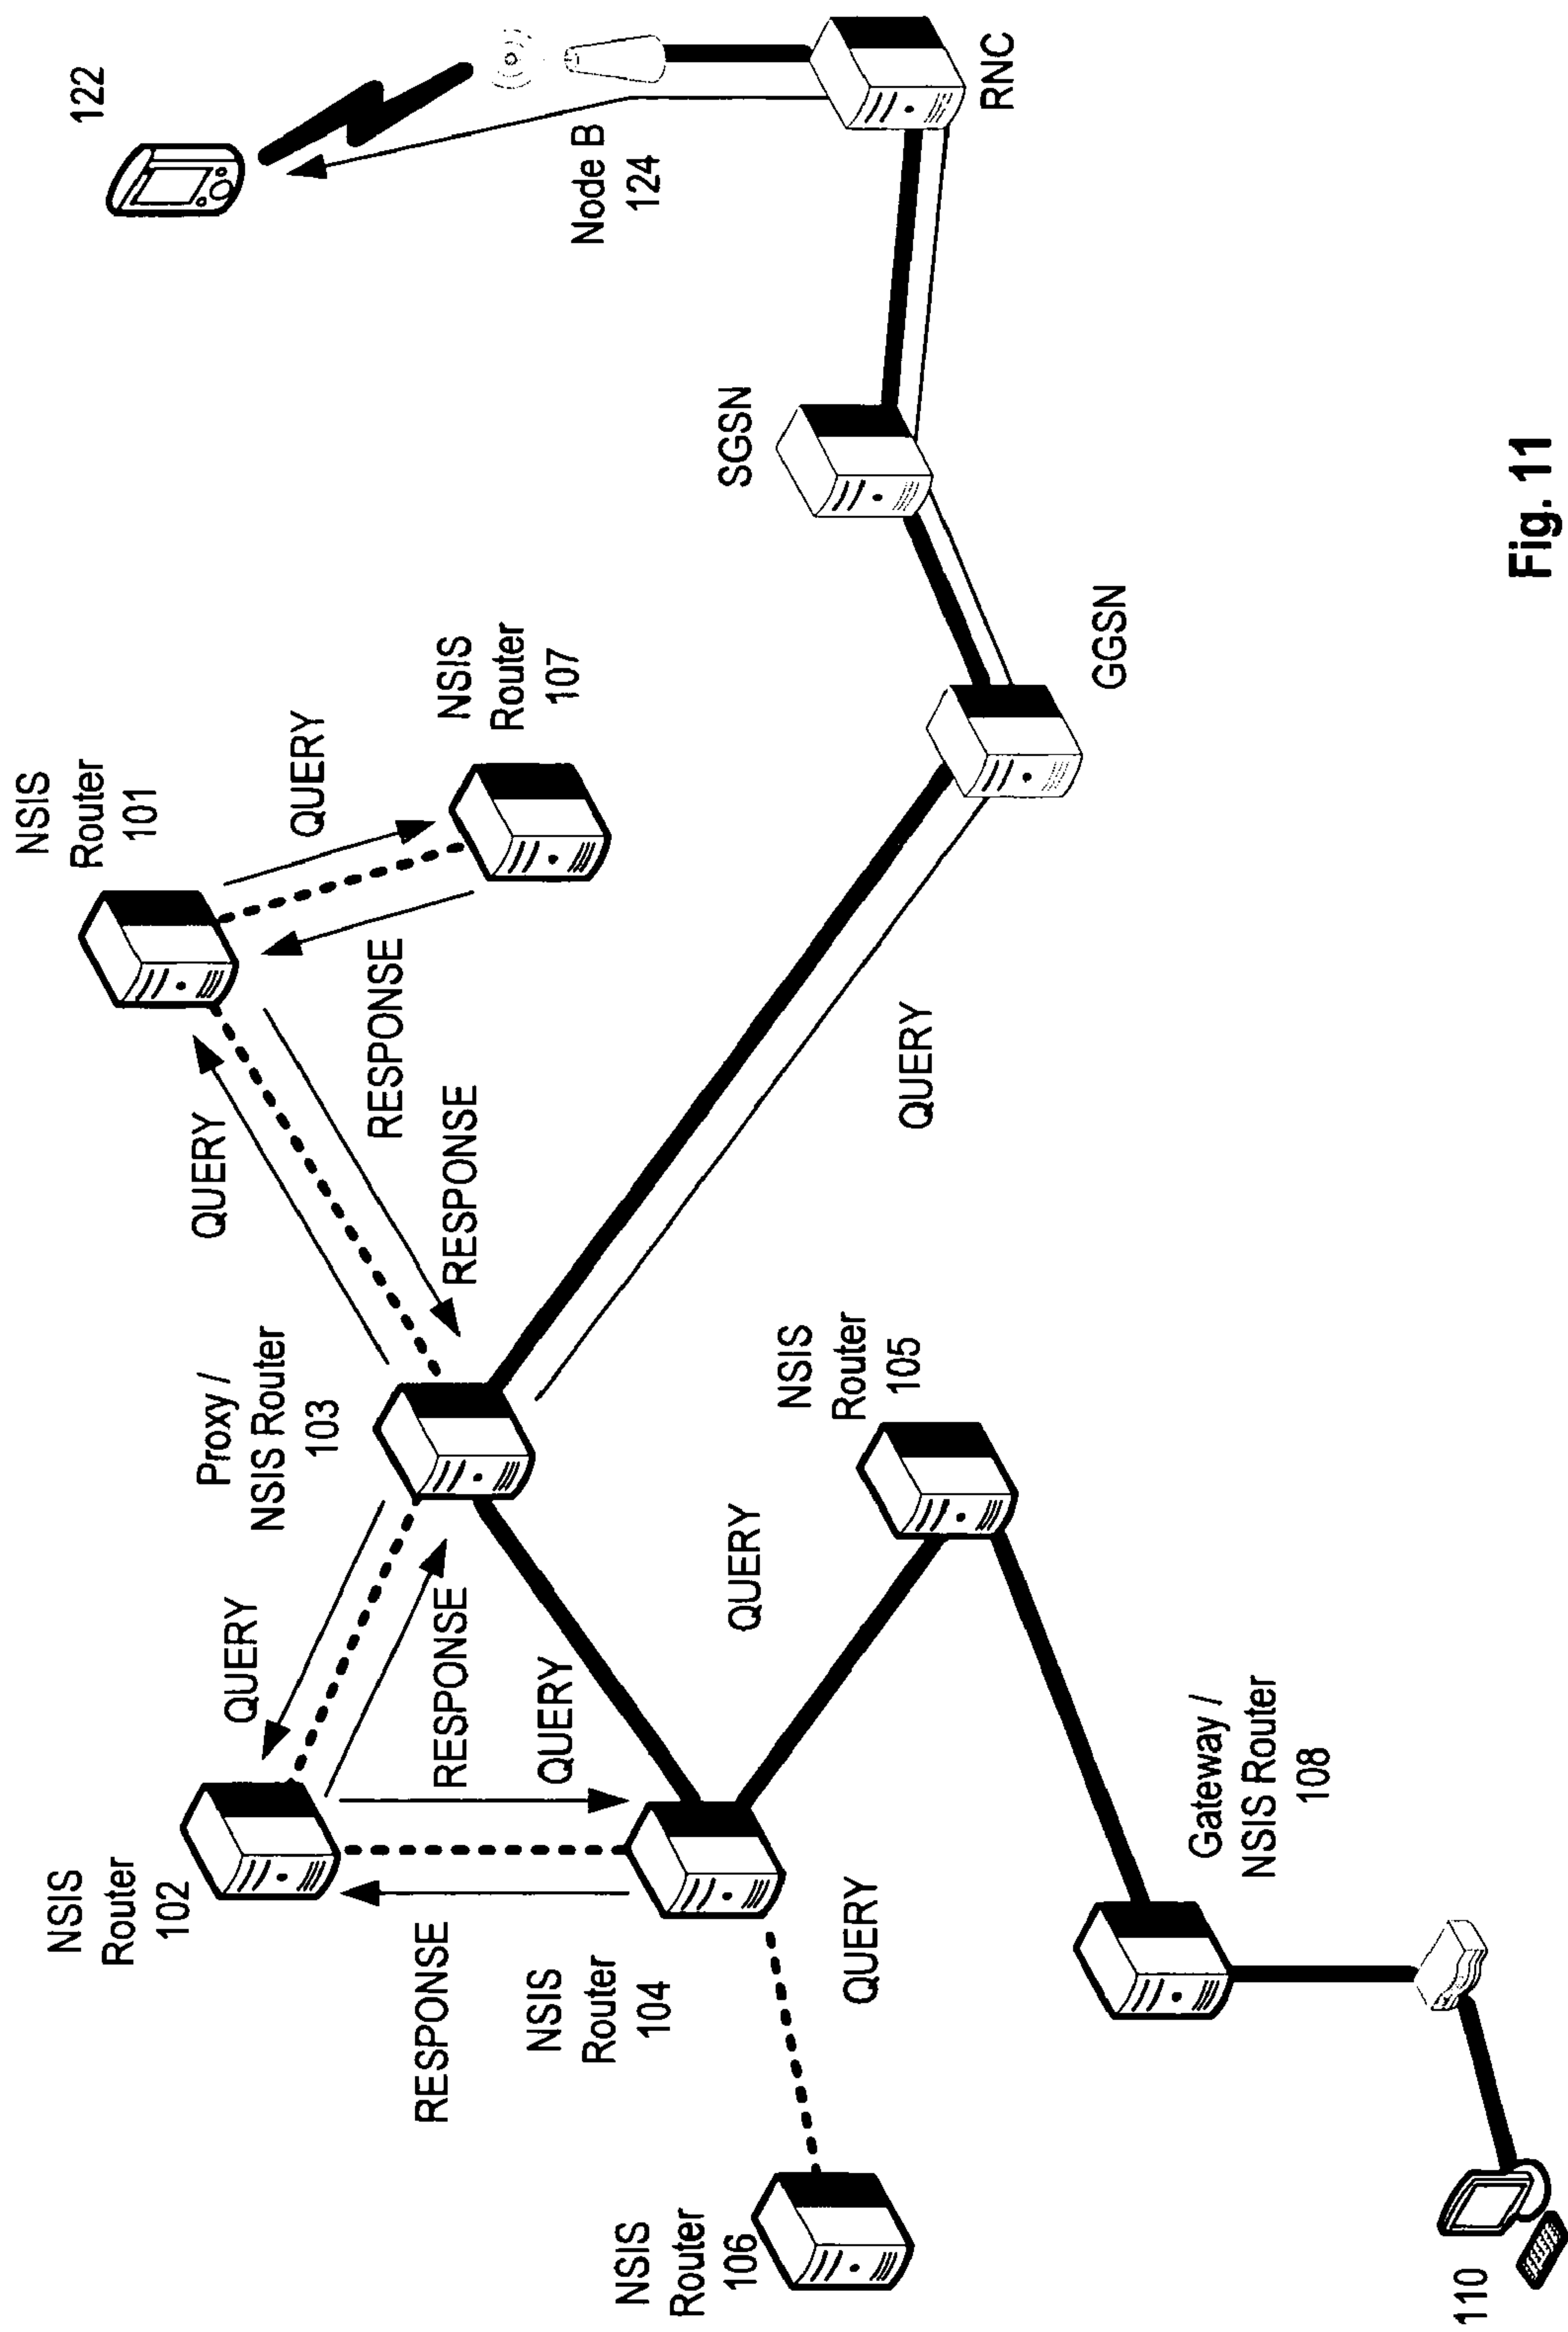 NSIS
Router
101
NSIS
Router
102
122
Proxy /
NSIS Router
103
QUERY
QUERY
QUERY
RESPONSE
RESPONSE
RESPONSE
RESPONSE
NSIS
Router
107
QUERY
NSIS
Router
104
Node B
124
NSIS
Router
106
SGSN
QUERY
NSIS
Router
105
QUERY
QUERY
RNC
GGSN
Gateway /
NSIS Router
108
110
Fig. 11